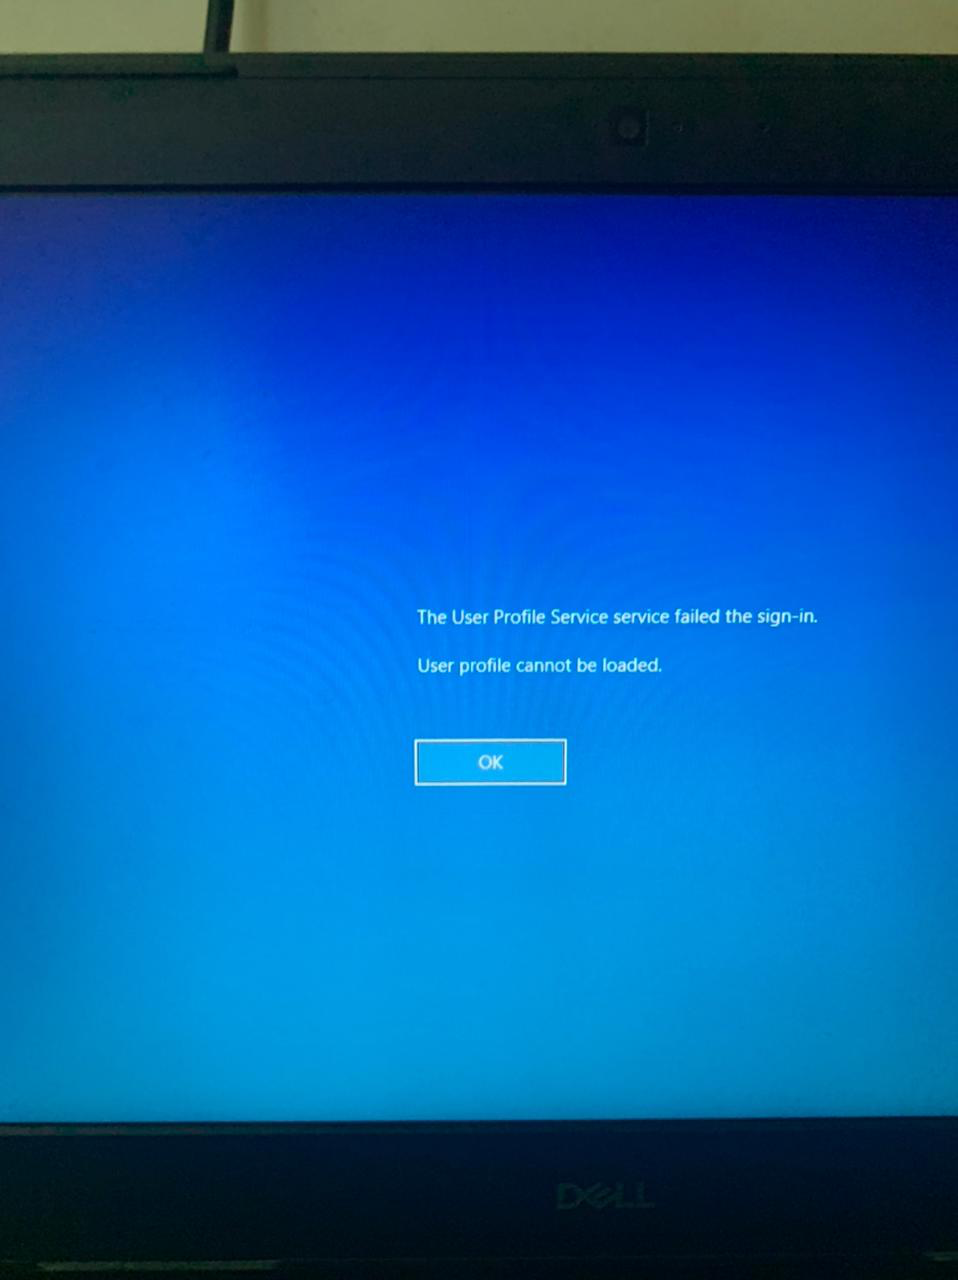 The User Profile Service service failed the sign-in.
User profile cannot be loaded.
OK
DELL